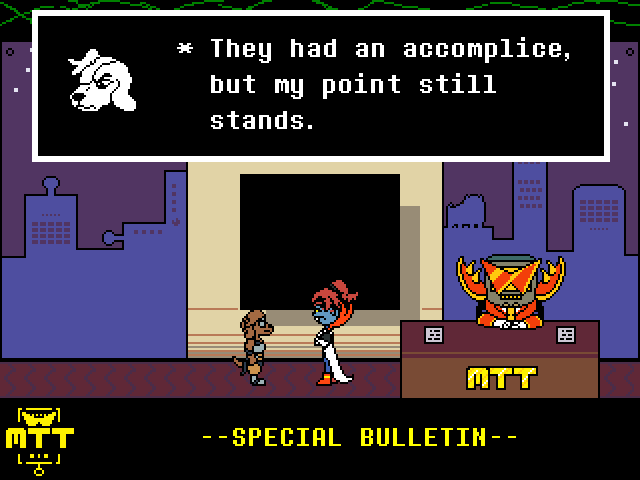 * They had an accomplice,
but my point still
stands.
MTT
MTT
--SPECIAL BULLETIN--